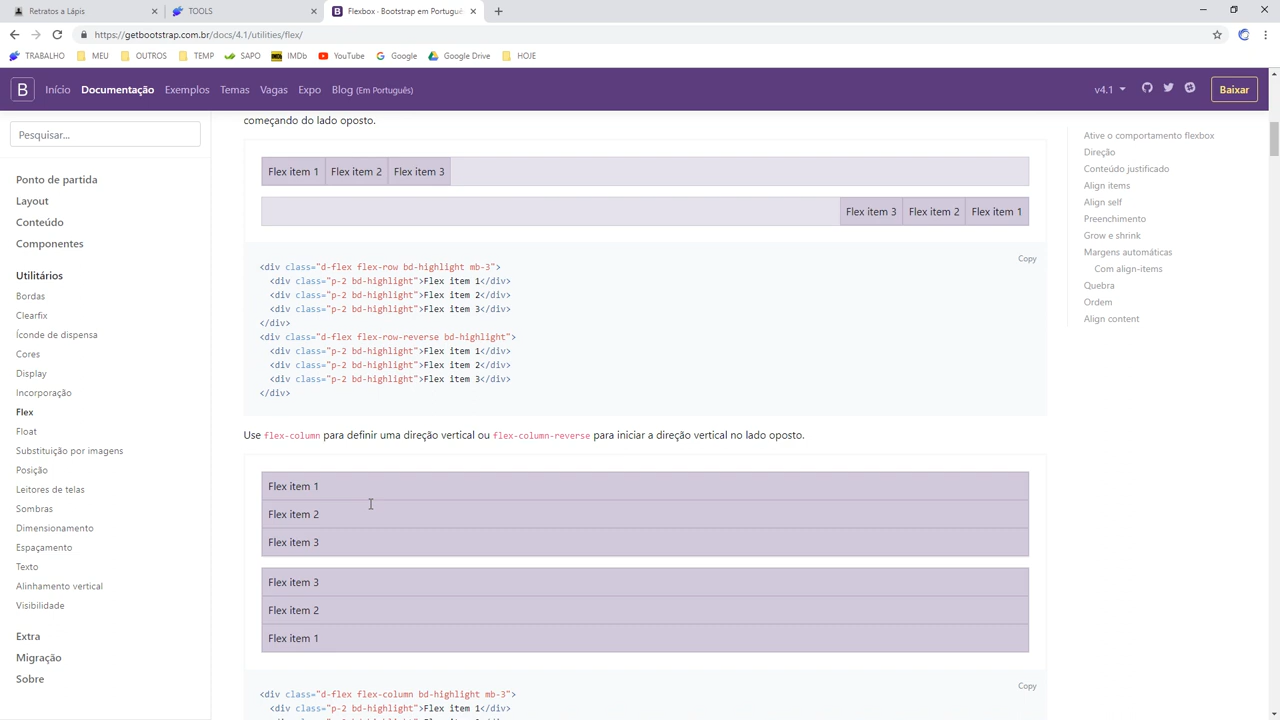 Retratos a Lápis
TOOLS
Flexbox · Bootstrap em Portuguê
https://getbootstrap.com.br/docs/4.1/utilities/flex/
TRABALHO MEU OUTROS TEMP SAPO IMDb YouTube Google Google Drive HOJE
B Início Documentação Exemplos Temas Vagas Expo Blog (Em Português) v4.1 Baixar
Pesquisar...
Ponto de partida
Layout
Conteúdo
Componentes
Utilitários
Bordas
Clearfix
Ícone de dispensa
Cores
Display
Incorporação
Flex
Float
Substituição por imagens
Posição
Leitores de telas
Sombras
Dimensionamento
Espaçamento
Texto
Alinhamento vertical
Visibilidade
Extra
Migração
Sobre
começando do lado oposto.
Flex item 1 Flex item 2 Flex item 3
Flex item 3 Flex item 2 Flex item 1
Copy
<div class="d-flex flex-row bd-highlight mb-3">
<div class="p-2 bd-highlight">Flex item 1</div>
<div class="p-2 bd-highlight">Flex item 2</div>
<div class="p-2 bd-highlight">Flex item 3</div>
</div>
<div class="d-flex flex-row-reverse bd-highlight">
<div class="p-2 bd-highlight">Flex item 1</div>
<div class="p-2 bd-highlight">Flex item 2</div>
<div class="p-2 bd-highlight">Flex item 3</div>
</div>
Use flex-column para definir uma direção vertical ou flex-column-reverse para iniciar a direção vertical no lado oposto.
Flex item 1
Flex item 2
Flex item 3
Flex item 3
Flex item 2
Flex item 1
Copy
<div class="d-flex flex-column bd-highlight mb-3">
<div class="p-2 bd-highlight">Flex item 1</div>
Ative o comportamento flexbox
Direção
Conteúdo justificado
Align items
Align self
Preenchimento
Grow e shrink
Margens automáticas
Com align-items
Quebra
Ordem
Align content